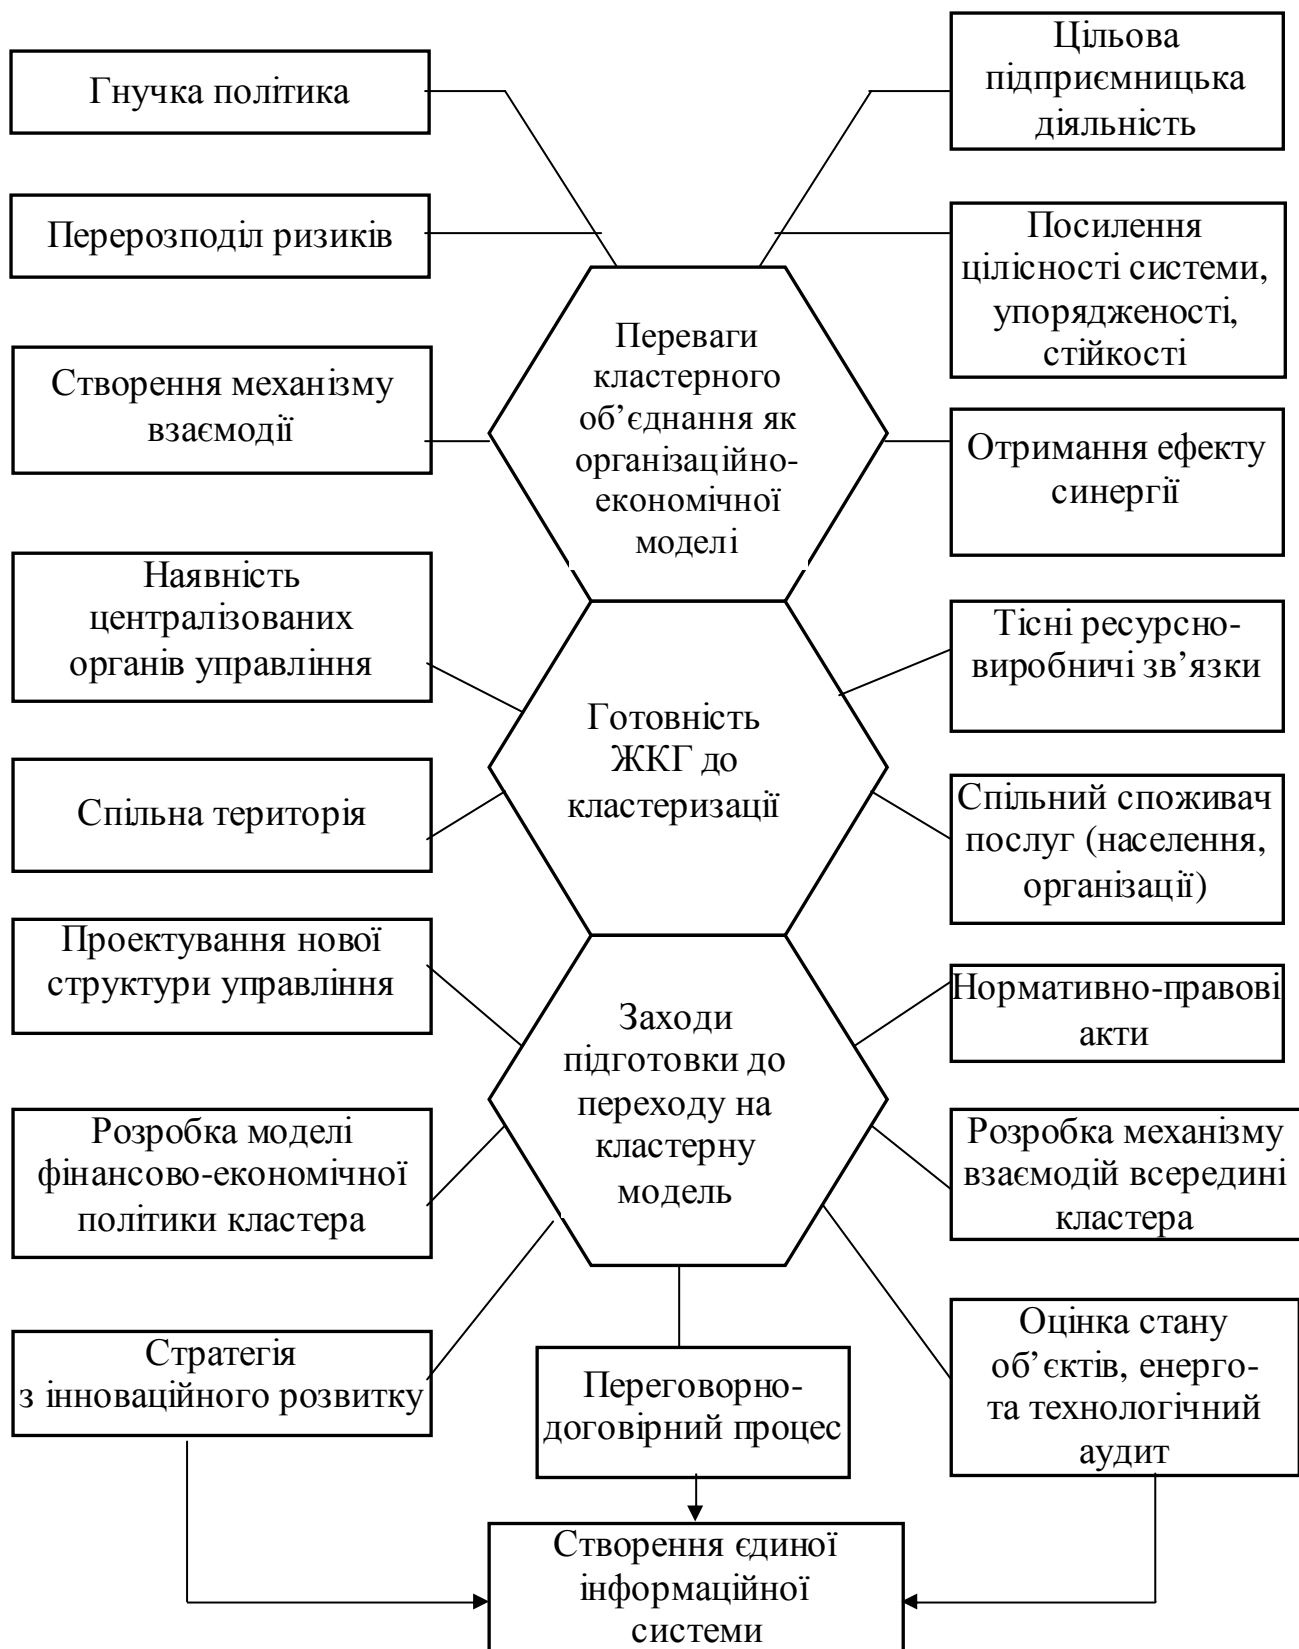 Гнучка політика
Цільова
підприємницька
діяльність
Перерозподіл ризиків
Посилення
цілісності системи,
упорядженості,
стійкості
Створення механізму
взаємодії
Переваги
кластерного
об’єднання як
організаційно-
економічної
моделі
Отримання ефекту
синергії
Наявність
централізованих
органів управління
Тісні ресурсно-
виробничі зв’язки
Готовність
ЖКГ до
кластеризації
Спільна територія
Спільний споживач
послуг (населення,
організації)
Проектування нової
структури управління
Заходи
підготовки до
переходу на
кластерну
модель
Нормативно-правові
акти
Розробка моделі
фінансово-економічної
політики кластера
Розробка механізму
взаємодій всередині
кластера
Стратегія
з інноваційного розвитку
Переговорно-
договірний процес
Оцінка стану
об’єктів, енерго-
та технологічний
аудит
Створення єдиної
інформаційної
системи